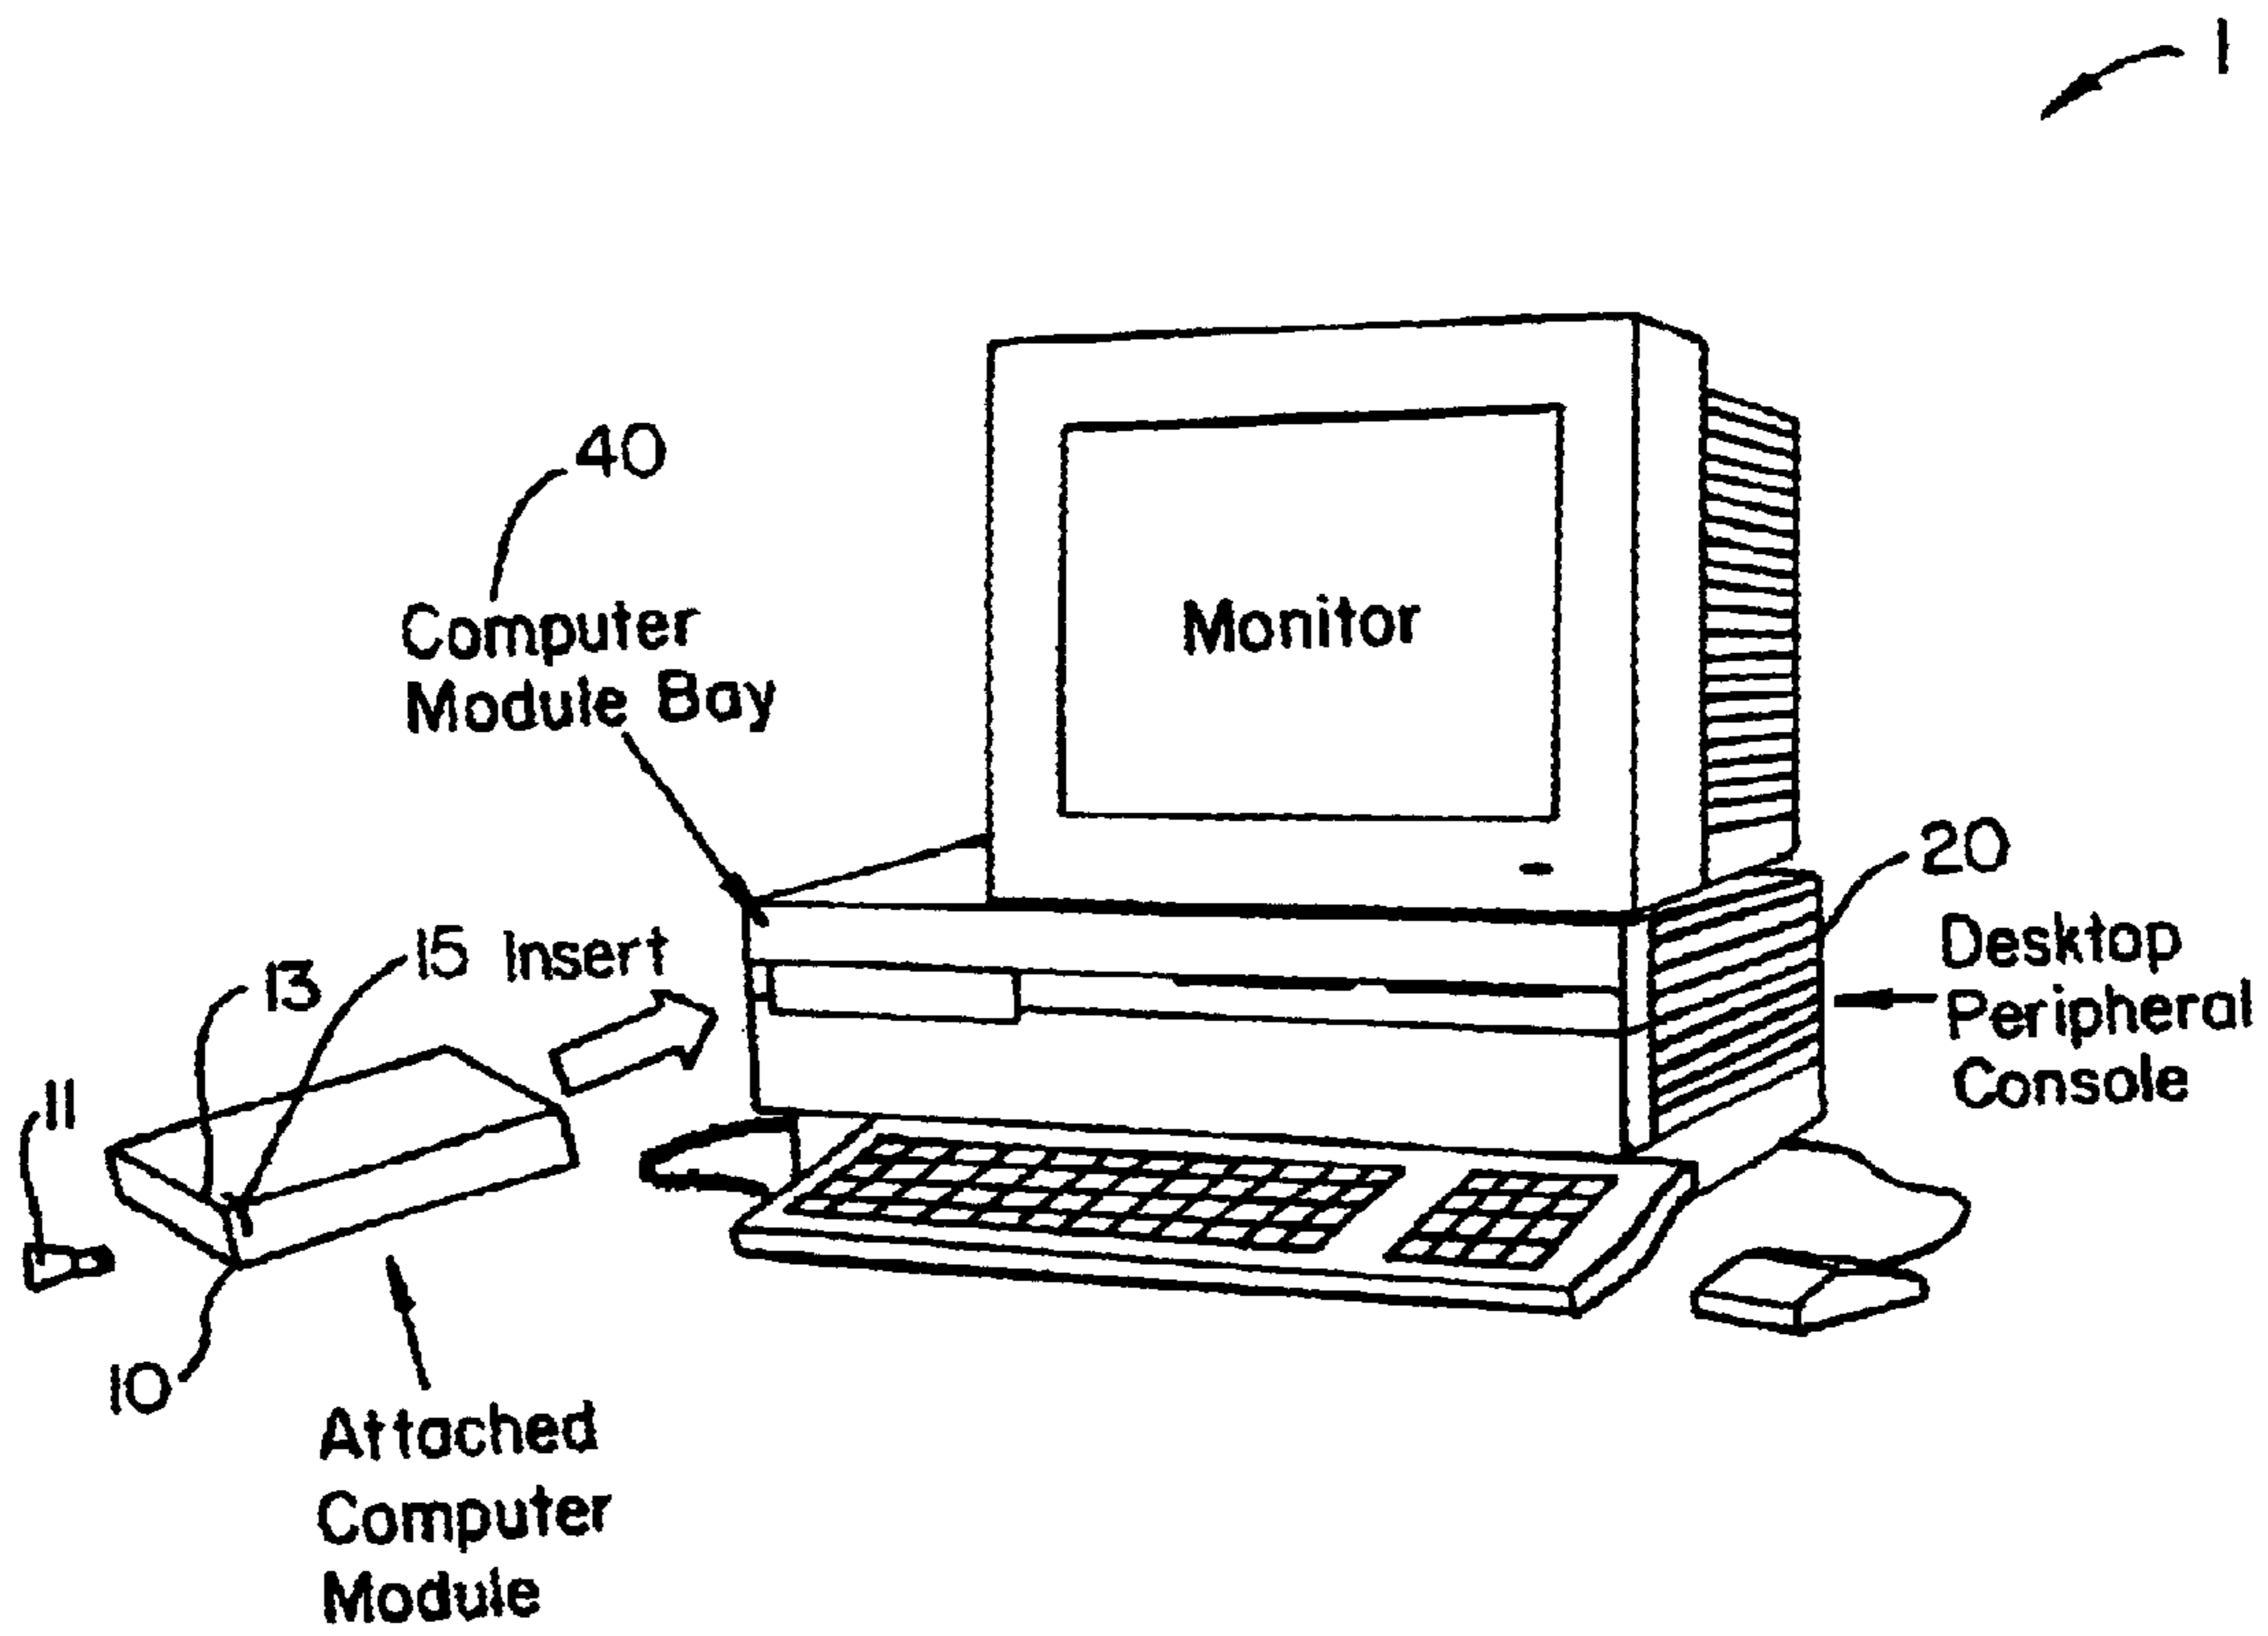 1
40
Computer
Module Bay
Monitor
20
Desktop
Peripheral
Console
15 Insert
13
11
10
Attached
Computer
Module